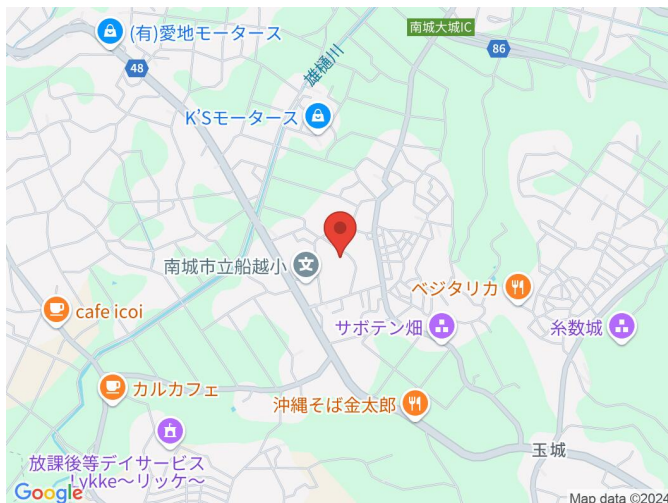 (有)愛地モータース
南城大城IC
86
48
雄樋川
K'Sモータース
南城市立船越小
文
ベジタリカ
cafe icoi
サボテン畑
糸数城
カルカフェ
沖縄そば金太郎
玉城
放課後等デイサービス
Lykke～リッケ～
Google
Map data ©2024